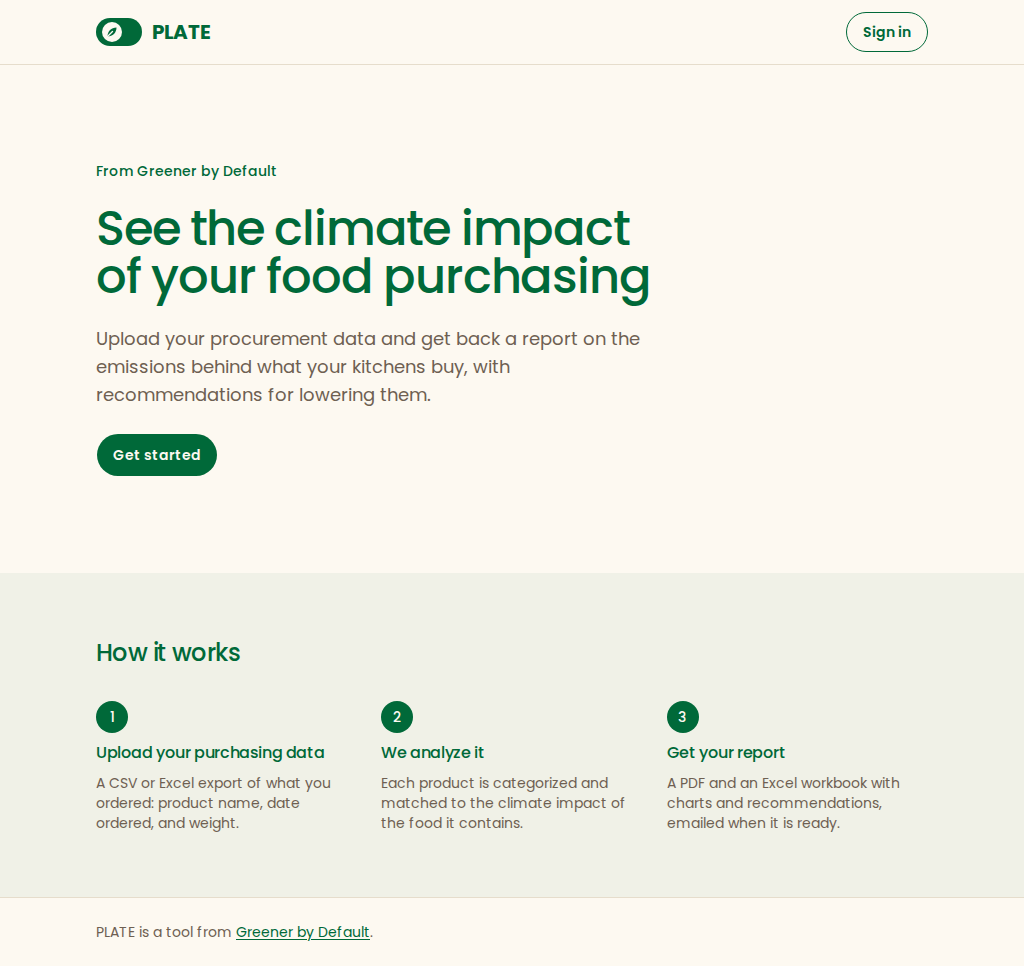 PLATE
Sign in
From Greener by Default
See the climate impact
of your food purchasing
Upload your procurement data and get back a report on the
emissions behind what your kitchens buy, with
recommendations for lowering them.
Get started
How it works
1
Upload your purchasing data
A CSV or Excel export of what you
ordered: product name, date
ordered, and weight.
2
We analyze it
Each product is categorized and
matched to the climate impact of
the food it contains.
3
Get your report
A PDF and an Excel workbook with
charts and recommendations,
emailed when it is ready.
PLATE is a tool from Greener by Default.